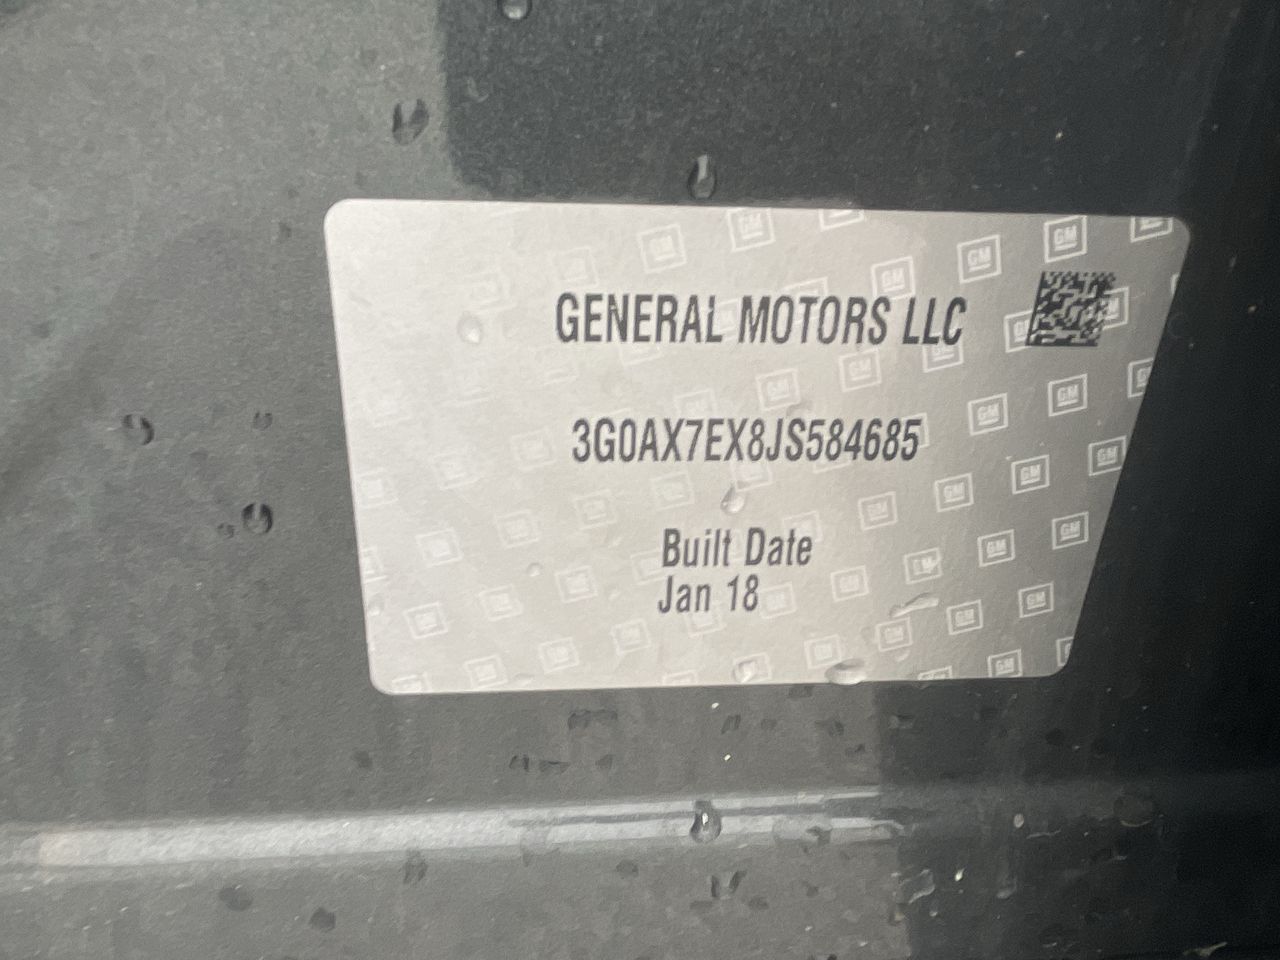 GENERAL MOTORS LLC
3G0AX7EX8JS584685
Built Date
Jan 18